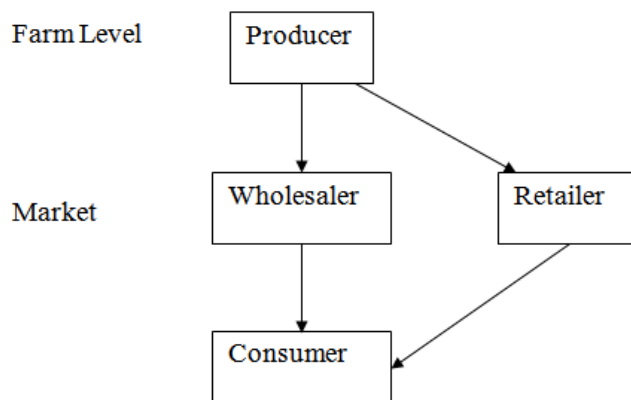 Farm Level
Producer
Market
Wholesaler
Retailer
Consumer